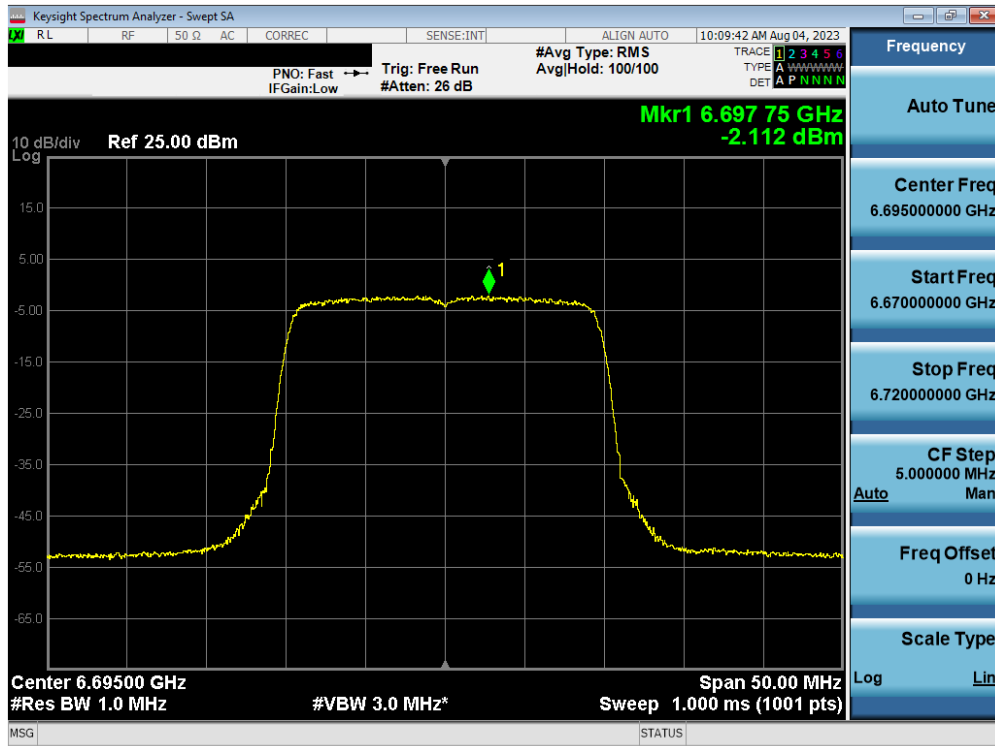 Keysight Spectrum Analyzer - Swept SA
LXI RL RF 50 Ω AC CORREC SENSE:INT ALIGN AUTO 10:09:42 AM Aug 04, 2023
PNO: Fast
IFGain:Low
Trig: Free Run
#Atten: 26 dB
#Avg Type: RMS
Avg|Hold: 100/100
TRACE 1 2 3 4 5 6
TYPE A WWWWW
DET A P N N N N
Mkr1 6.697 75 GHz
-2.112 dBm
10 dB/div Ref 25.00 dBm
Log
15.0
5.00
-5.00
-15.0
-25.0
-35.0
-45.0
-55.0
-65.0
1
Center 6.69500 GHz Span 50.00 MHz
#Res BW 1.0 MHz #VBW 3.0 MHz* Sweep 1.000 ms (1001 pts)
MSG STATUS
Frequency
Auto Tune
Center Freq
6.695000000 GHz
Start Freq
6.670000000 GHz
Stop Freq
6.720000000 GHz
CF Step
5.000000 MHz
Auto Man
Freq Offset
0 Hz
Scale Type
Log Lin